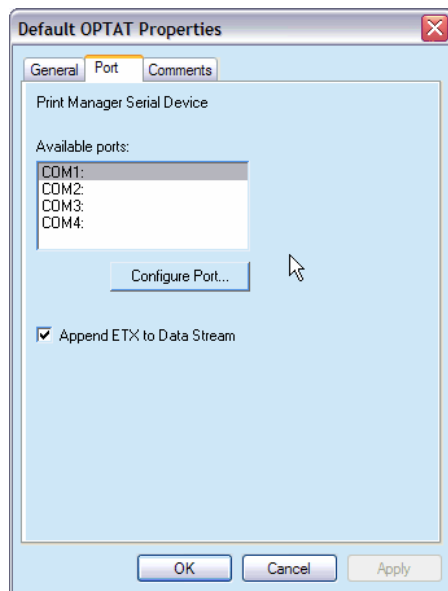 Default OPTAT Properties
General Port Comments
Print Manager Serial Device
Available ports:
COM1:
COM2:
COM3:
COM4:
Configure Port...
Append ETX to Data Stream
OK Cancel Apply